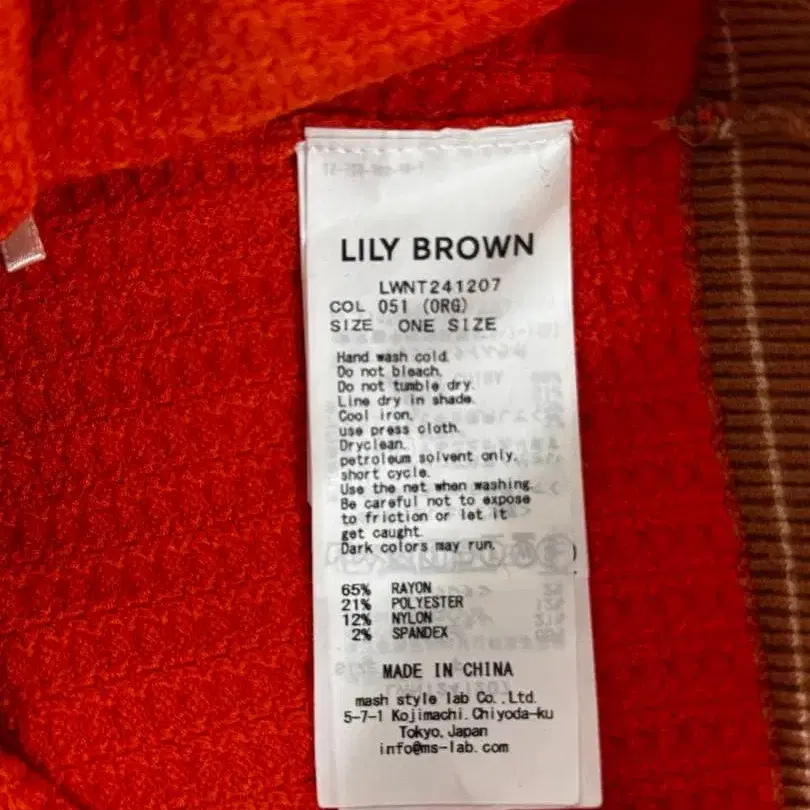 LILY BROWN
LWNT241207
COL 051 (ORG)
SIZE ONE SIZE
Hand wash cold.
Do not bleach.
Do not tumble dry.
Line dry in shade.
Cool iron.
use press cloth.
Dryclean.
petroleum solvent only.
short cycle.
Use the net when washing.
Be careful not to expose
to friction or let it
get caught.
Dark colors may run.
65% RAYON
21% POLYESTER
12% NYLON
2% SPANDEX
MADE IN CHINA
mash style lab Co.,Ltd.
5-7-1 Kojimachi.Chiyoda-ku
Tokyo.Japan
info@ms-lab.com